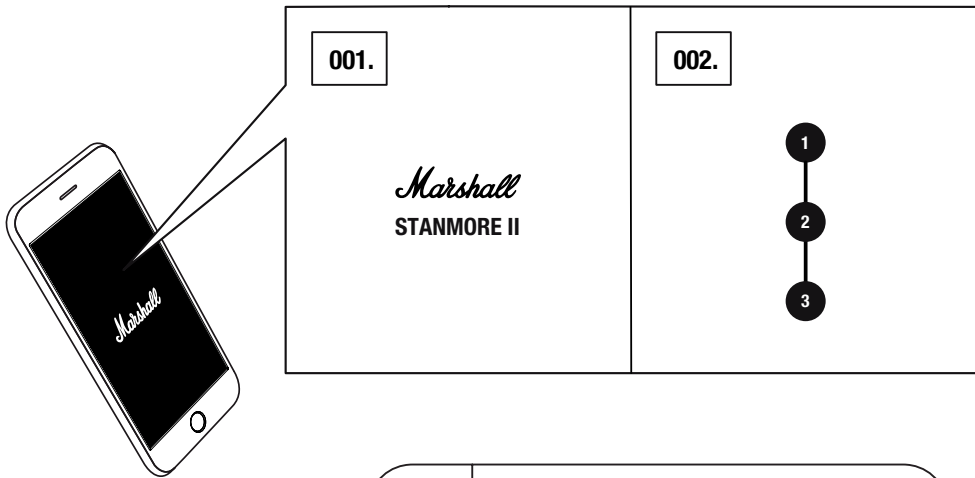 001.
Marshall
STANMORE II
002.
1
2
3
Marshall